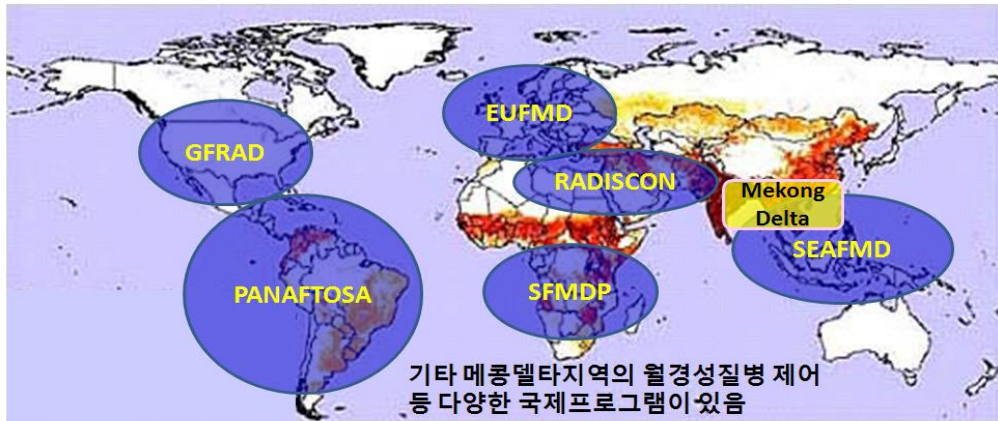 EUFMD
GFRAD
RADISCON
Mekong
Delta
SEAFMD
PANAFTOSA
SFMDP
기타 메콩델타지역의 월경성질병 제어
등 다양한 국제프로그램이 있음